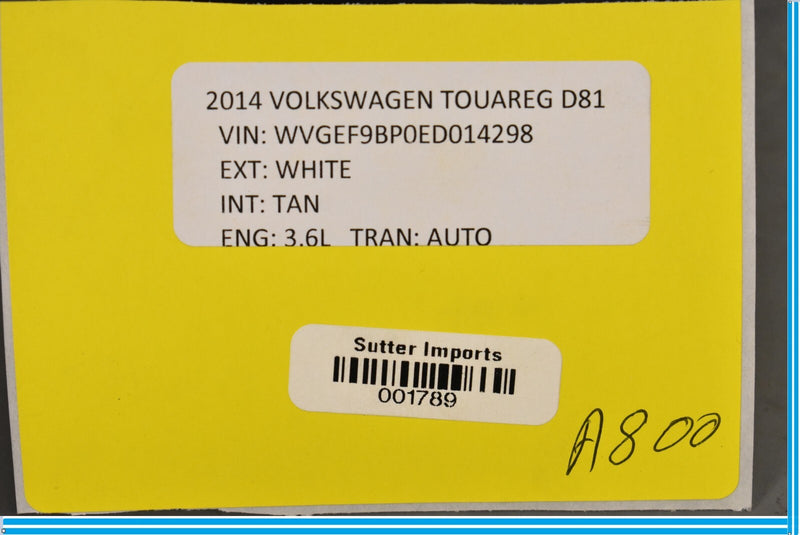 2014 VOLKSWAGEN TOUAREG D81
VIN: WVGEF9BP0ED014298
EXT: WHITE
INT: TAN
ENG: 3.6L TRAN: AUTO
Sutter Imports
001789
A800